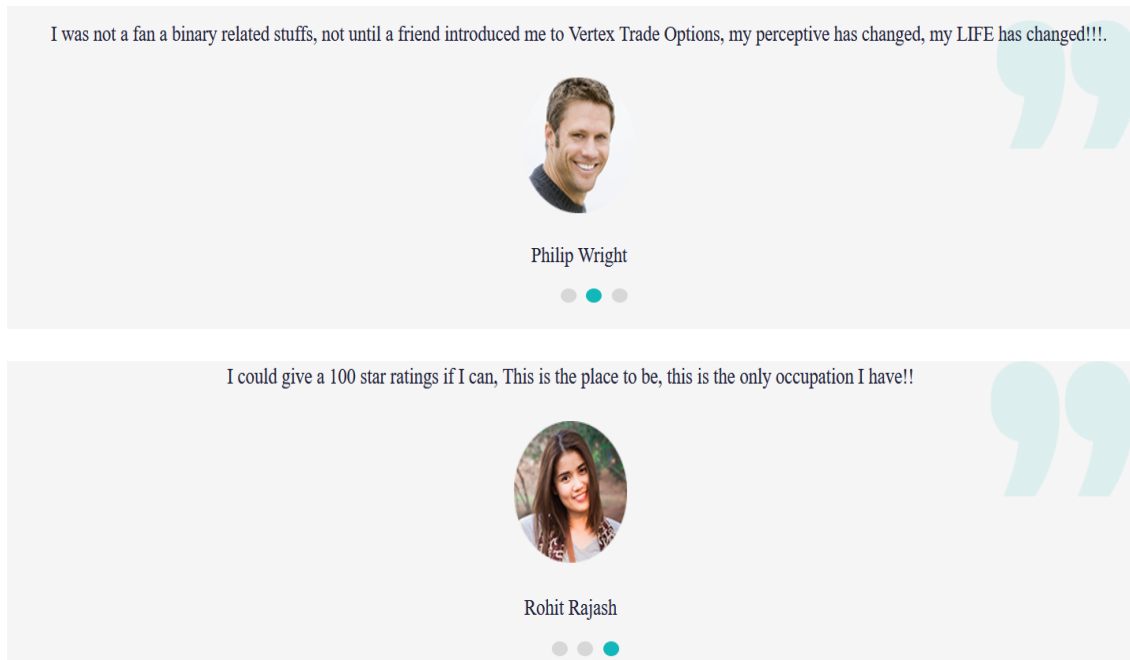 I was not a fan a binary related stuffs, not until a friend introduced me to Vertex Trade Options, my perceptive has changed, my LIFE has changed!!!.
Philip Wright
I could give a 100 star ratings if I can, This is the place to be, this is the only occupation I have!!
Rohit Rajash